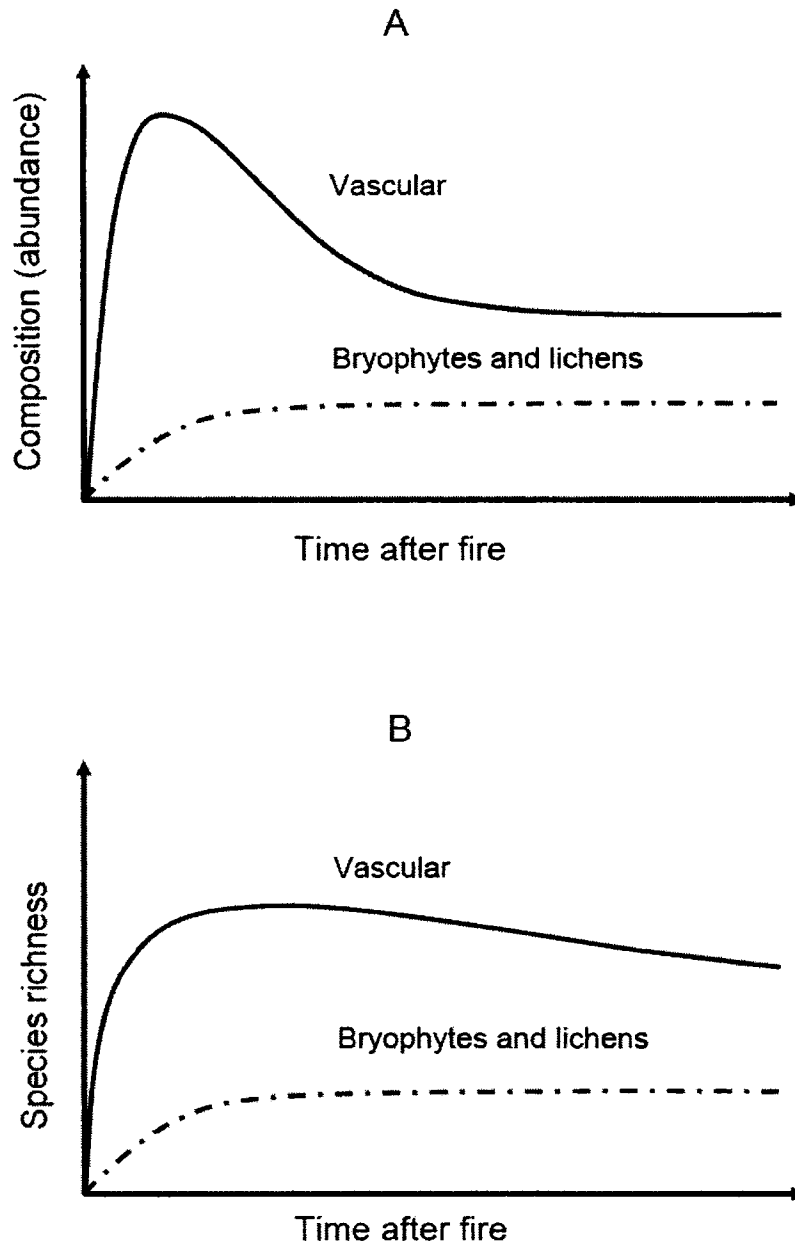 A
Composition (abundance)
Vascular
Bryophytes and lichens
Time after fire
B
Species richness
Vascular
Bryophytes and lichens
Time after fire